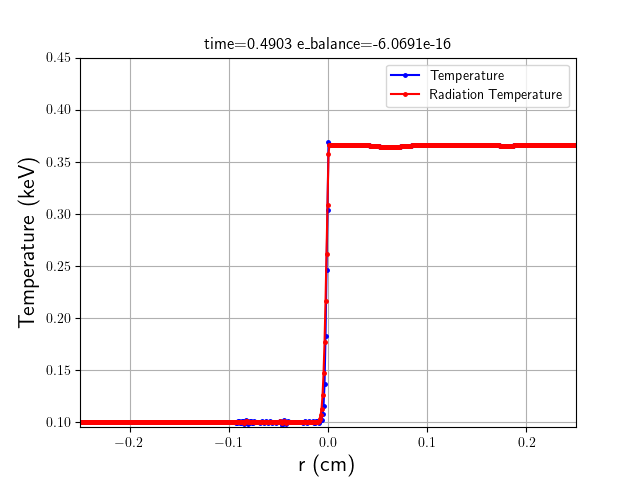 time=0.4903 e_balance=-6.0691e-16
0.45
0.40
0.35
0.30
0.25
0.20
0.15
0.10
Temperature (keV)
Temperature
Radiation Temperature
−0.2 −0.1 0.0 0.1 0.2
r (cm)